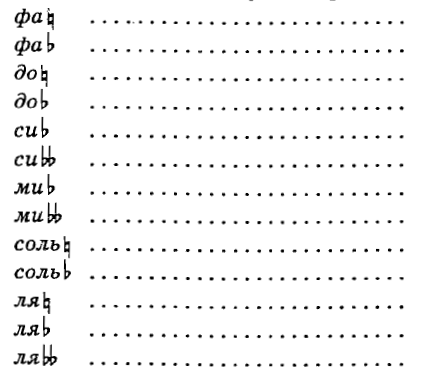 фа♮ ..............................
фа♭ ..............................
до♮ ..............................
до♭ ..............................
си♭ ..............................
си𝄫 ..............................
ми♭ ..............................
ми𝄫 ..............................
соль♮ ..............................
соль♭ ..............................
ля♮ ..............................
ля♭ ..............................
ля𝄫 ..............................